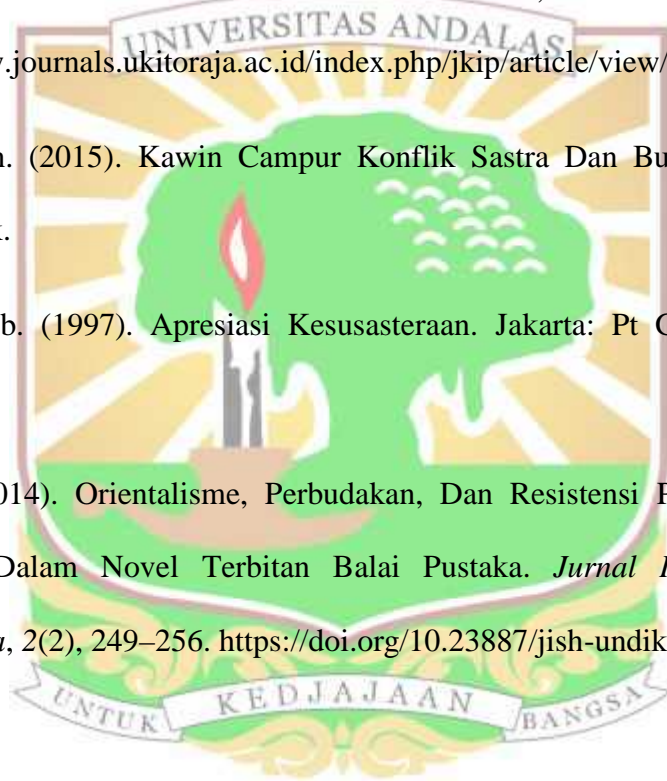 UNIVERSITAS ANDALAS
.journals.ukitoraja.ac.id/index.php/jkip/article/view/
. (2015). Kawin Campur Konflik Sastra Dan Bu
b. (1997). Apresiasi Kesusasteraan. Jakarta: Pt
014). Orientalisme, Perbudakan, Dan Resistensi
Dalam Novel Terbitan Balai Pustaka. Jurnal
, 2(2), 249–256. https://doi.org/10.23887/jish-undik
UNTUK KEDJAJAAN BANGSA